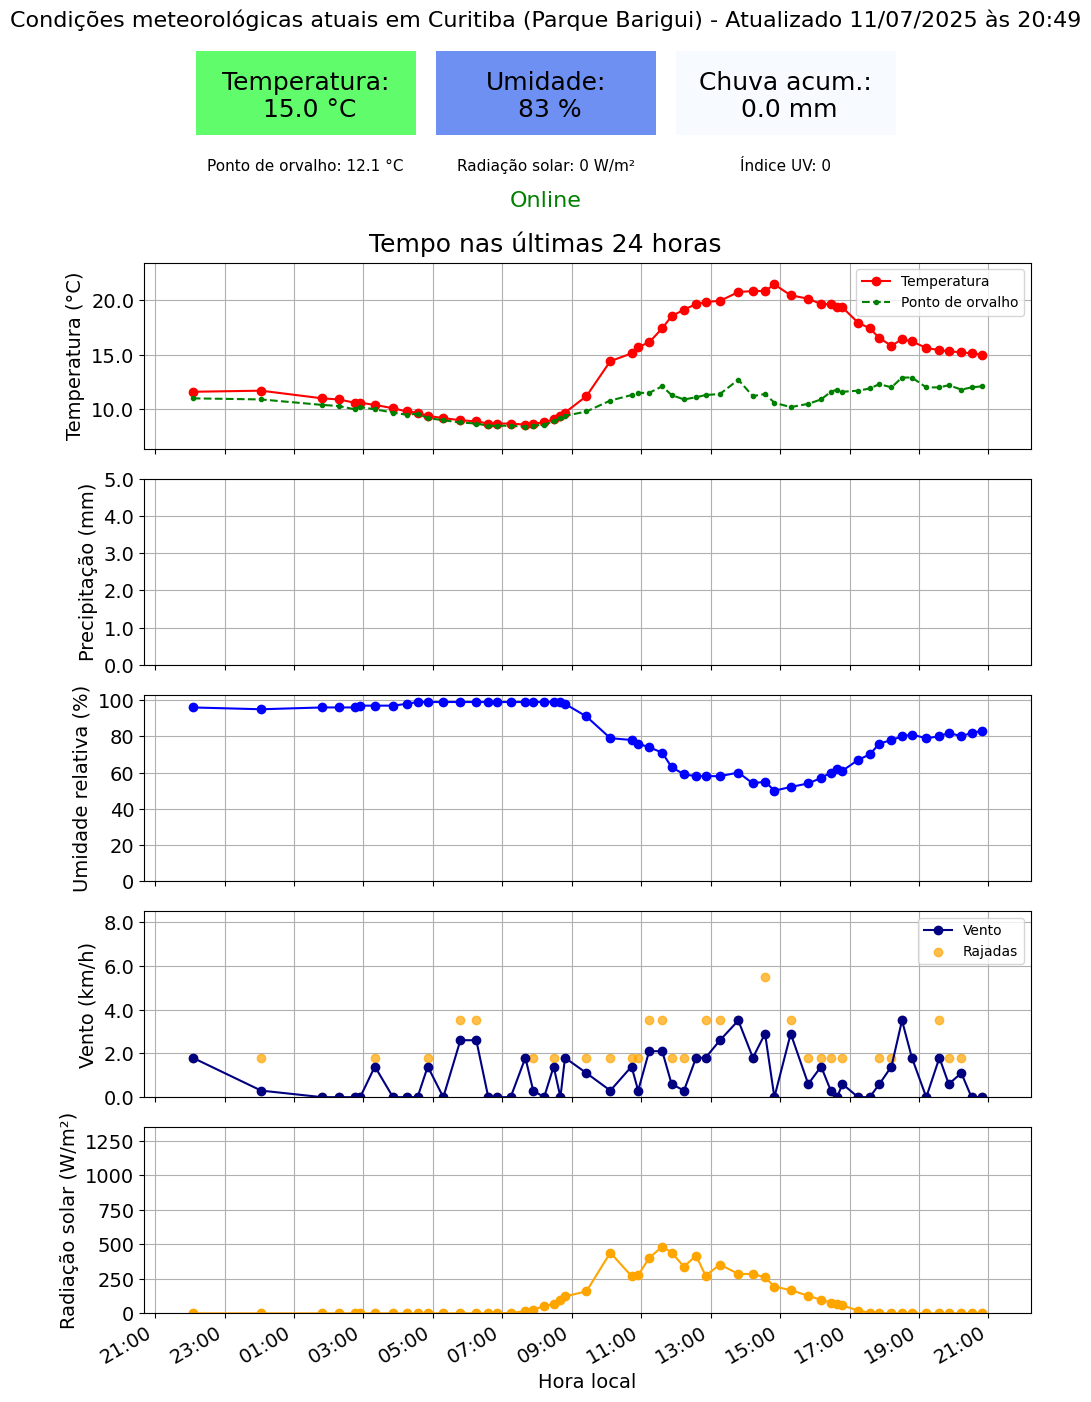 Condições meteorológicas atuais em Curitiba (Parque Barigui) - Atualizado 11/07/2025 às 20:49
Temperatura:
15.0 °C
Umidade:
83 %
Chuva acum.:
0.0 mm
Ponto de orvalho: 12.1 °C
Radiação solar: 0 W/m²
Índice UV: 0
Online
Tempo nas últimas 24 horas
Temperatura (°C)
20.0
15.0
10.0
Temperatura
Ponto de orvalho
Precipitação (mm)
5.0
4.0
3.0
2.0
1.0
0.0
Umidade relativa (%)
100
80
60
40
20
0
Vento (km/h)
8.0
6.0
4.0
2.0
0.0
Vento
Rajadas
Radiação solar (W/m²)
1250
1000
750
500
250
0
21:00
23:00
01:00
03:00
05:00
07:00
09:00
11:00
13:00
15:00
17:00
19:00
21:00
Hora local